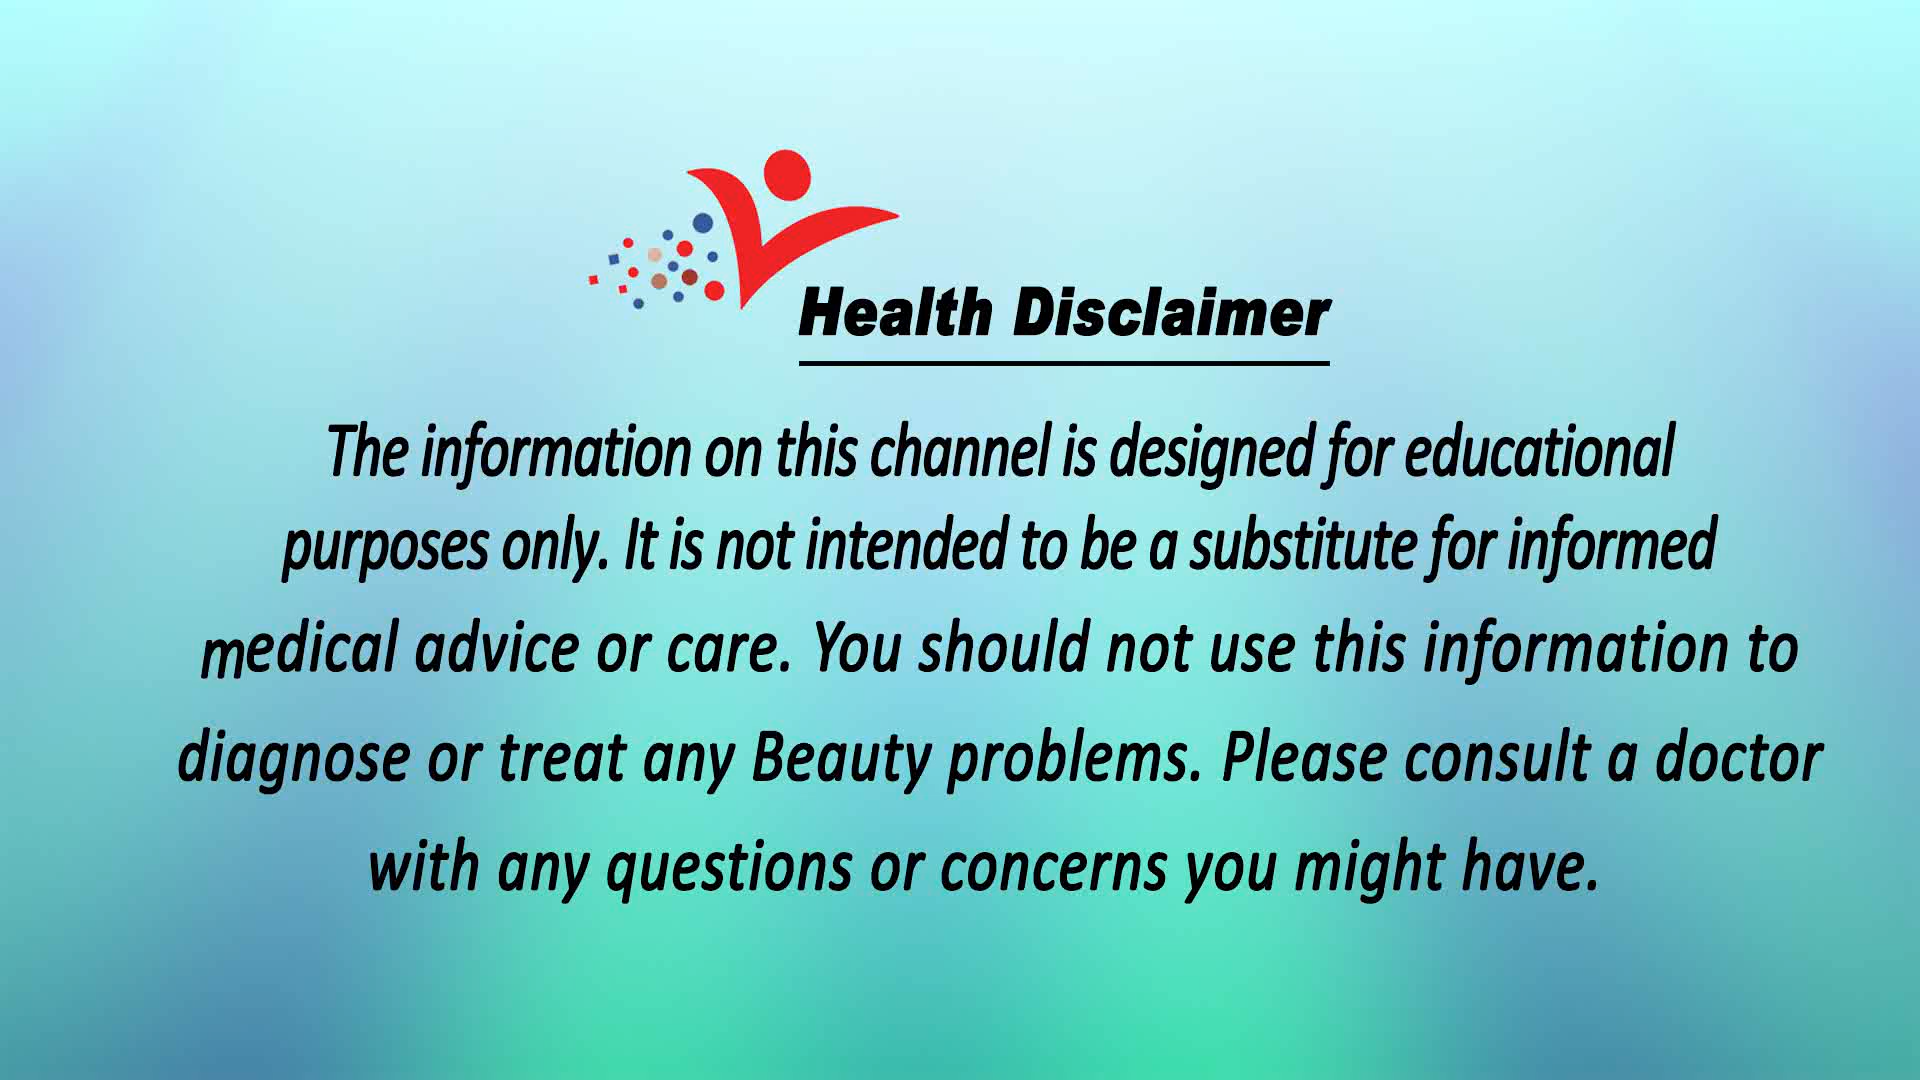 Health Disclaimer
The information on this channel is designed for educational
purposes only. It is not intended to be a substitute for informed
medical advice or care. You should not use this information to
diagnose or treat any Beauty problems. Please consult a doctor
with any questions or concerns you might have.